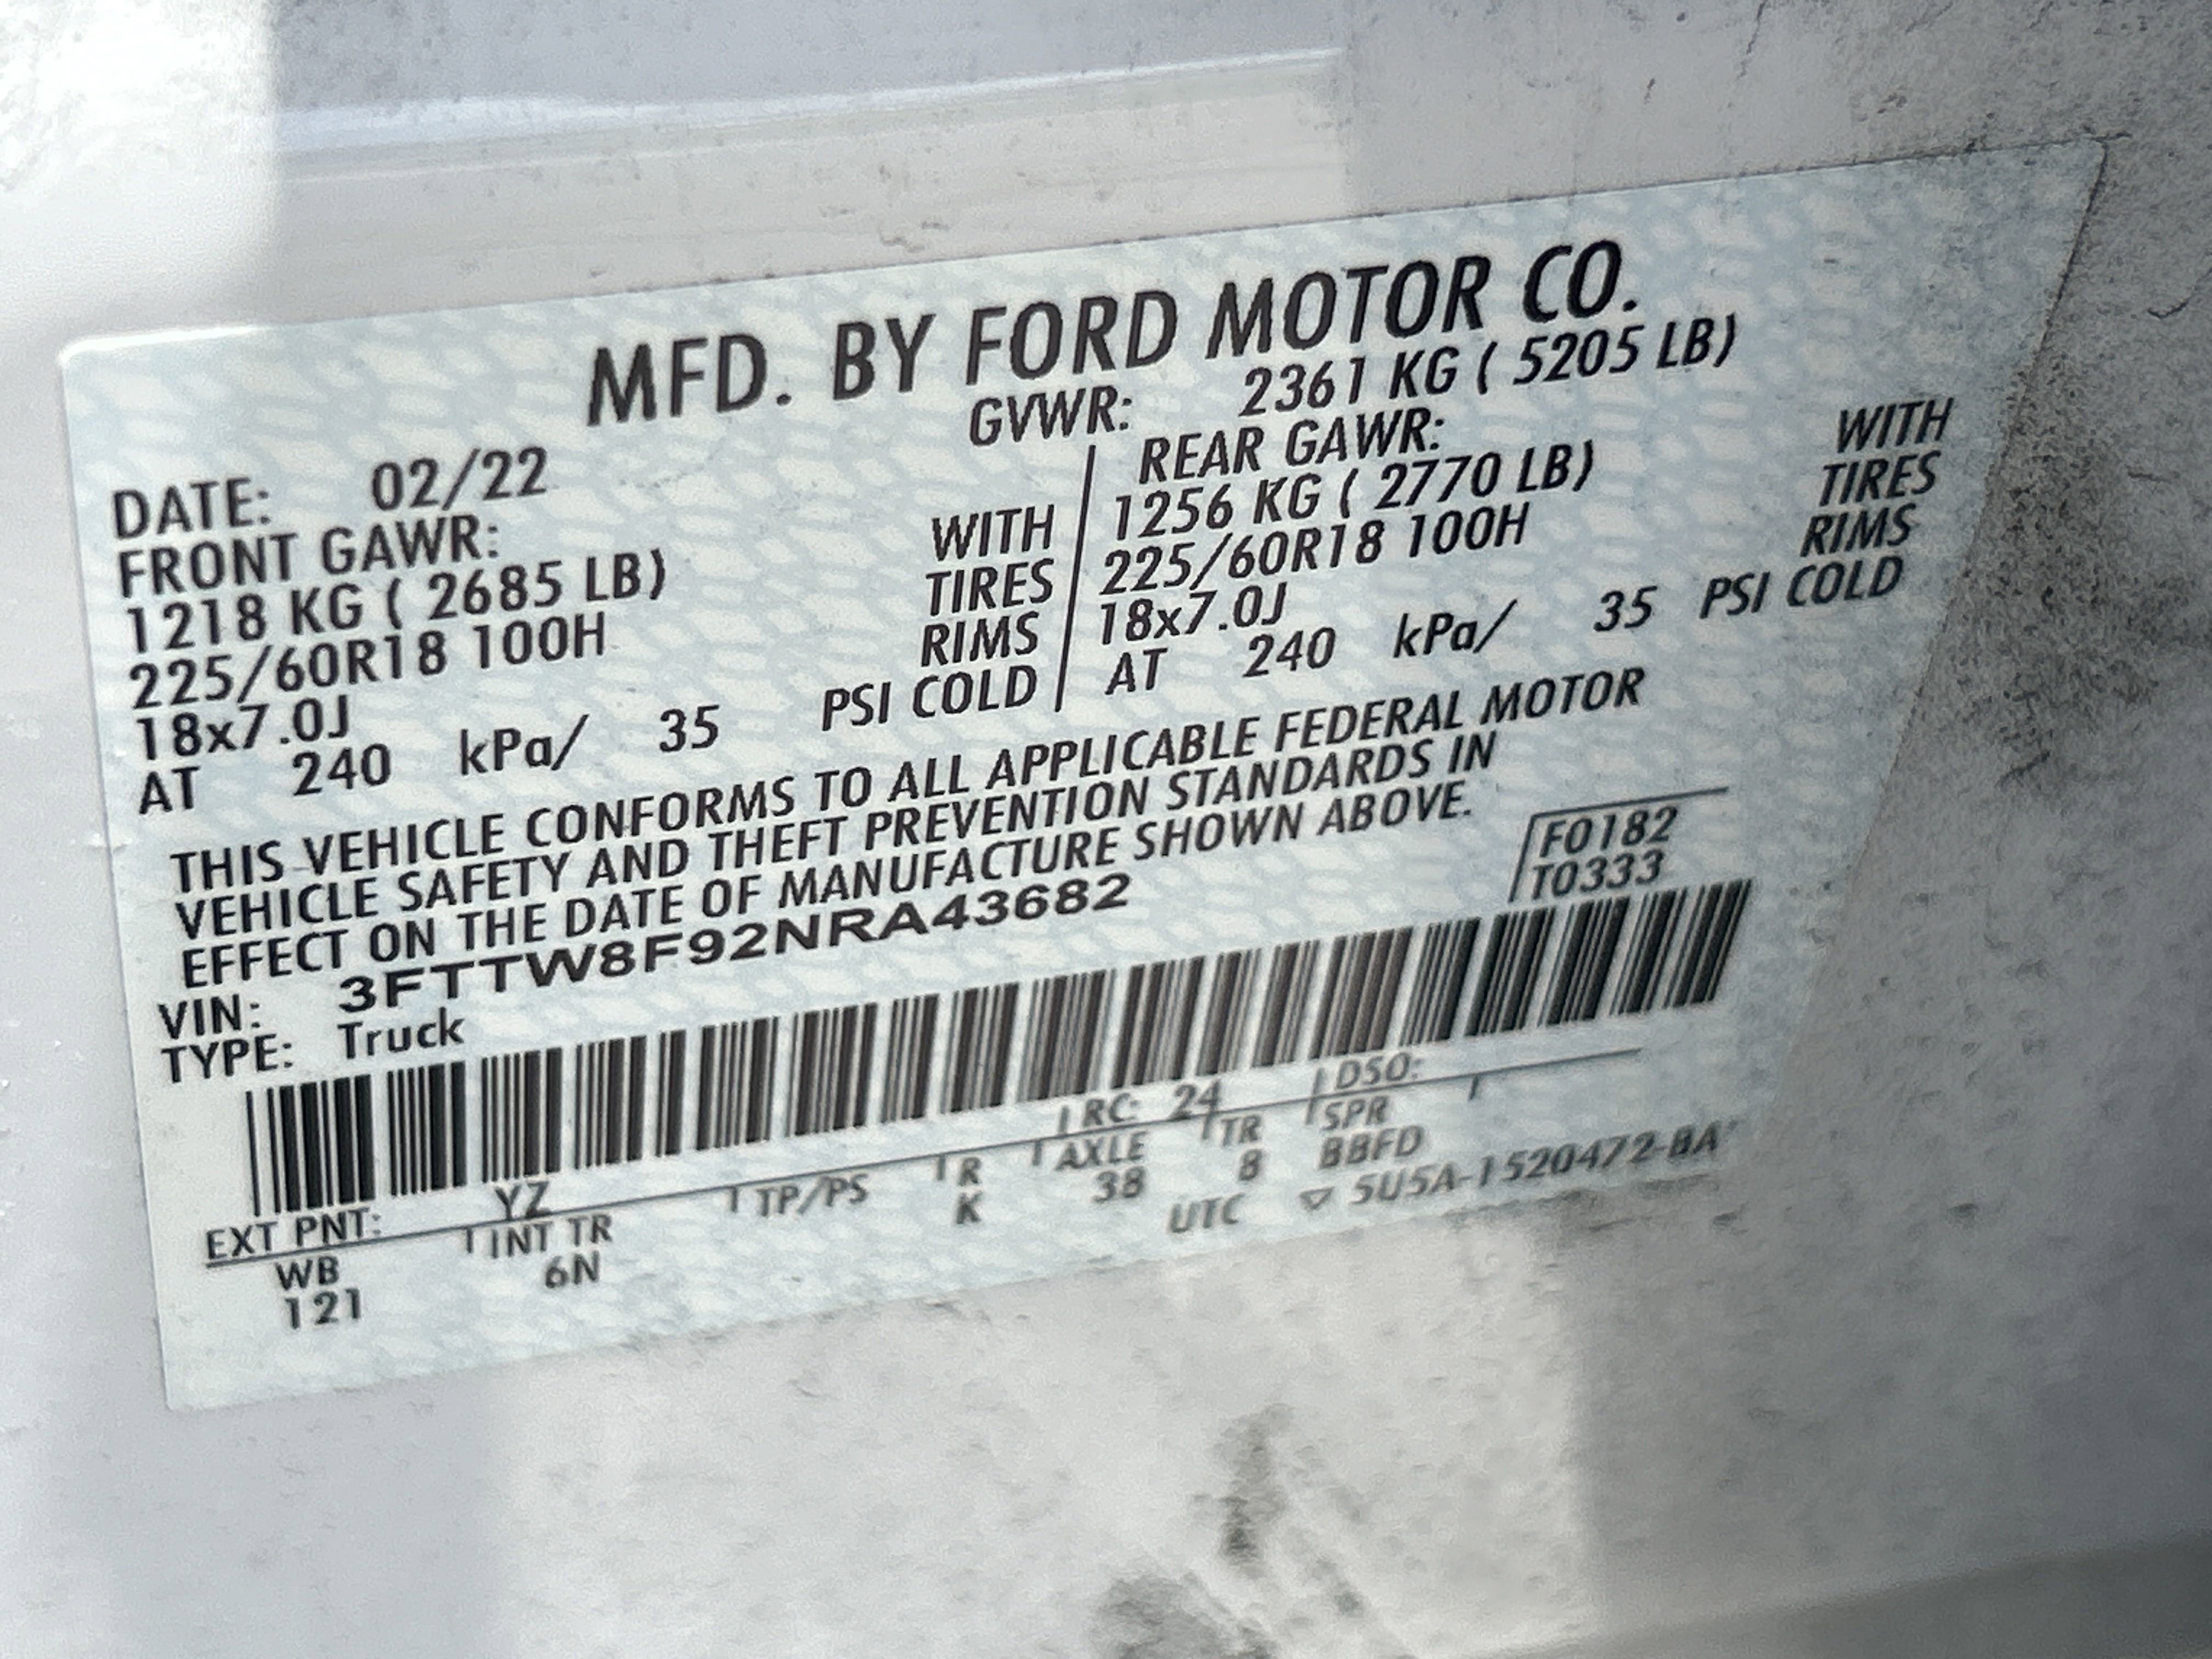 MFD. BY FORD MOTOR CO.
DATE: 02/22 GVWR: 2361 KG ( 5205 LB)
FRONT GAWR: REAR GAWR:
1218 KG ( 2685 LB) WITH 1256 KG ( 2770 LB) WITH
225/60R18 100H TIRES 225/60R18 100H TIRES
18x7.0J RIMS 18x7.0J RIMS
AT 240 kPa/ 35 PSI COLD AT 240 kPa/ 35 PSI COLD
THIS VEHICLE CONFORMS TO ALL APPLICABLE FEDERAL MOTOR
VEHICLE SAFETY AND THEFT PREVENTION STANDARDS IN
EFFECT ON THE DATE OF MANUFACTURE SHOWN ABOVE.
VIN: 3FTTW8F92NRA43682
F0182
TYPE: Truck
T0333
EXT PNT: YZ RC: 24 DSO:
WB INT TR TP/PS R AXLE TR SPR
121 6N K 38 8 BBFD
UTC ▽ 5U5A-1520472-BA